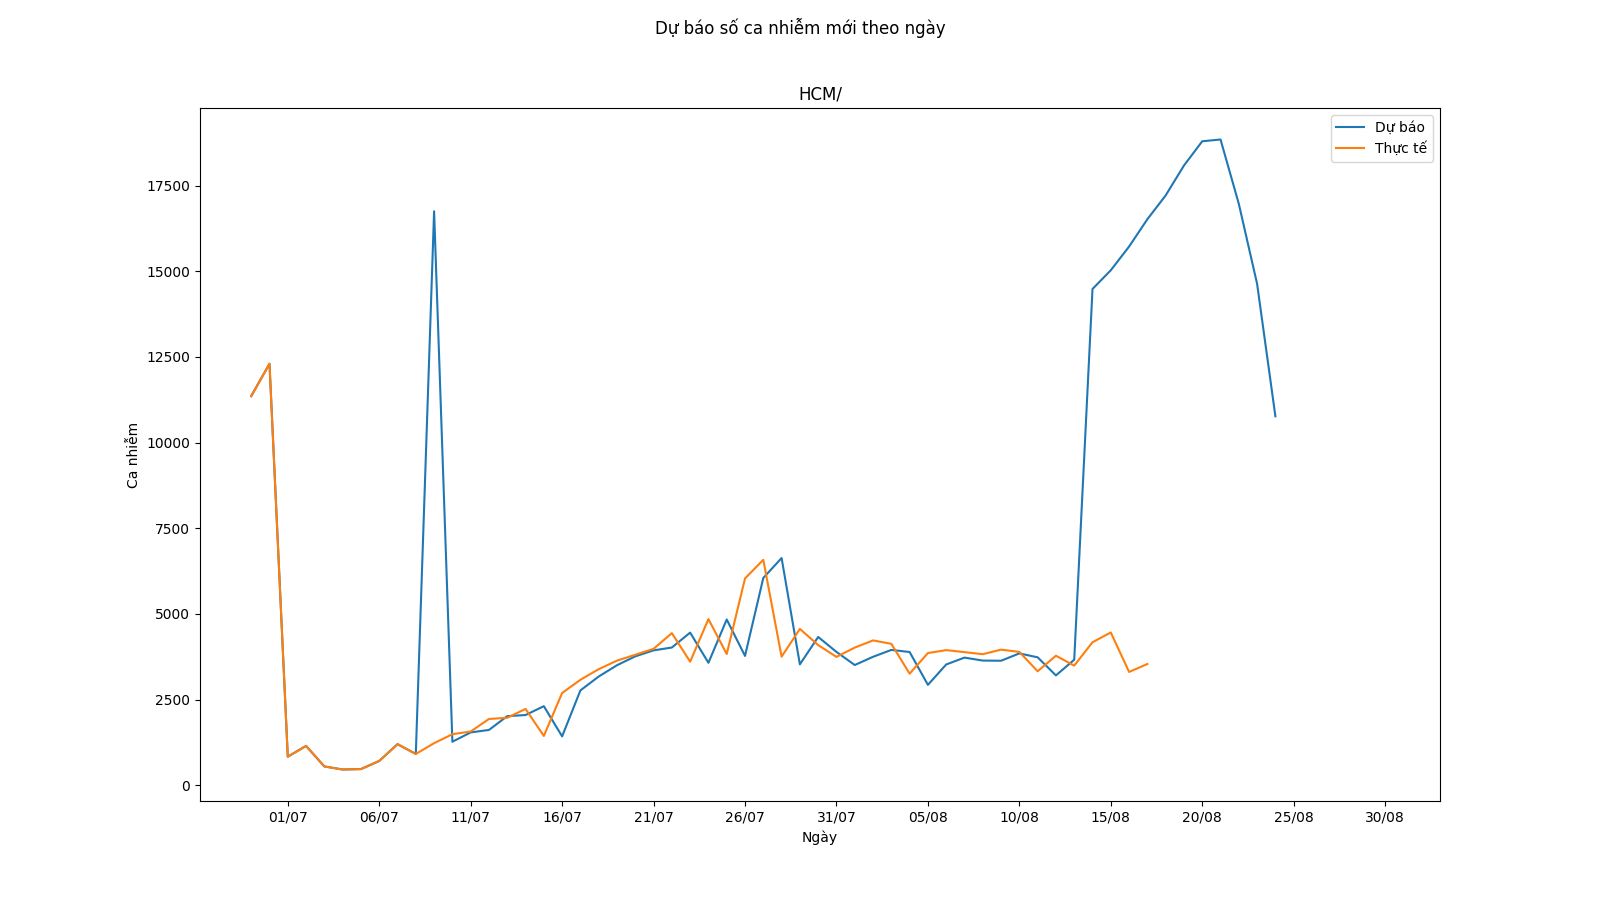 Dự báo số ca nhiễm mới theo ngày
HCM/
Dự báo
Thực tế
17500
15000
12500
10000
7500
5000
2500
0
Ca nhiễm
01/07 06/07 11/07 16/07 21/07 26/07 31/07 05/08 10/08 15/08 20/08 25/08 30/08
Ngày